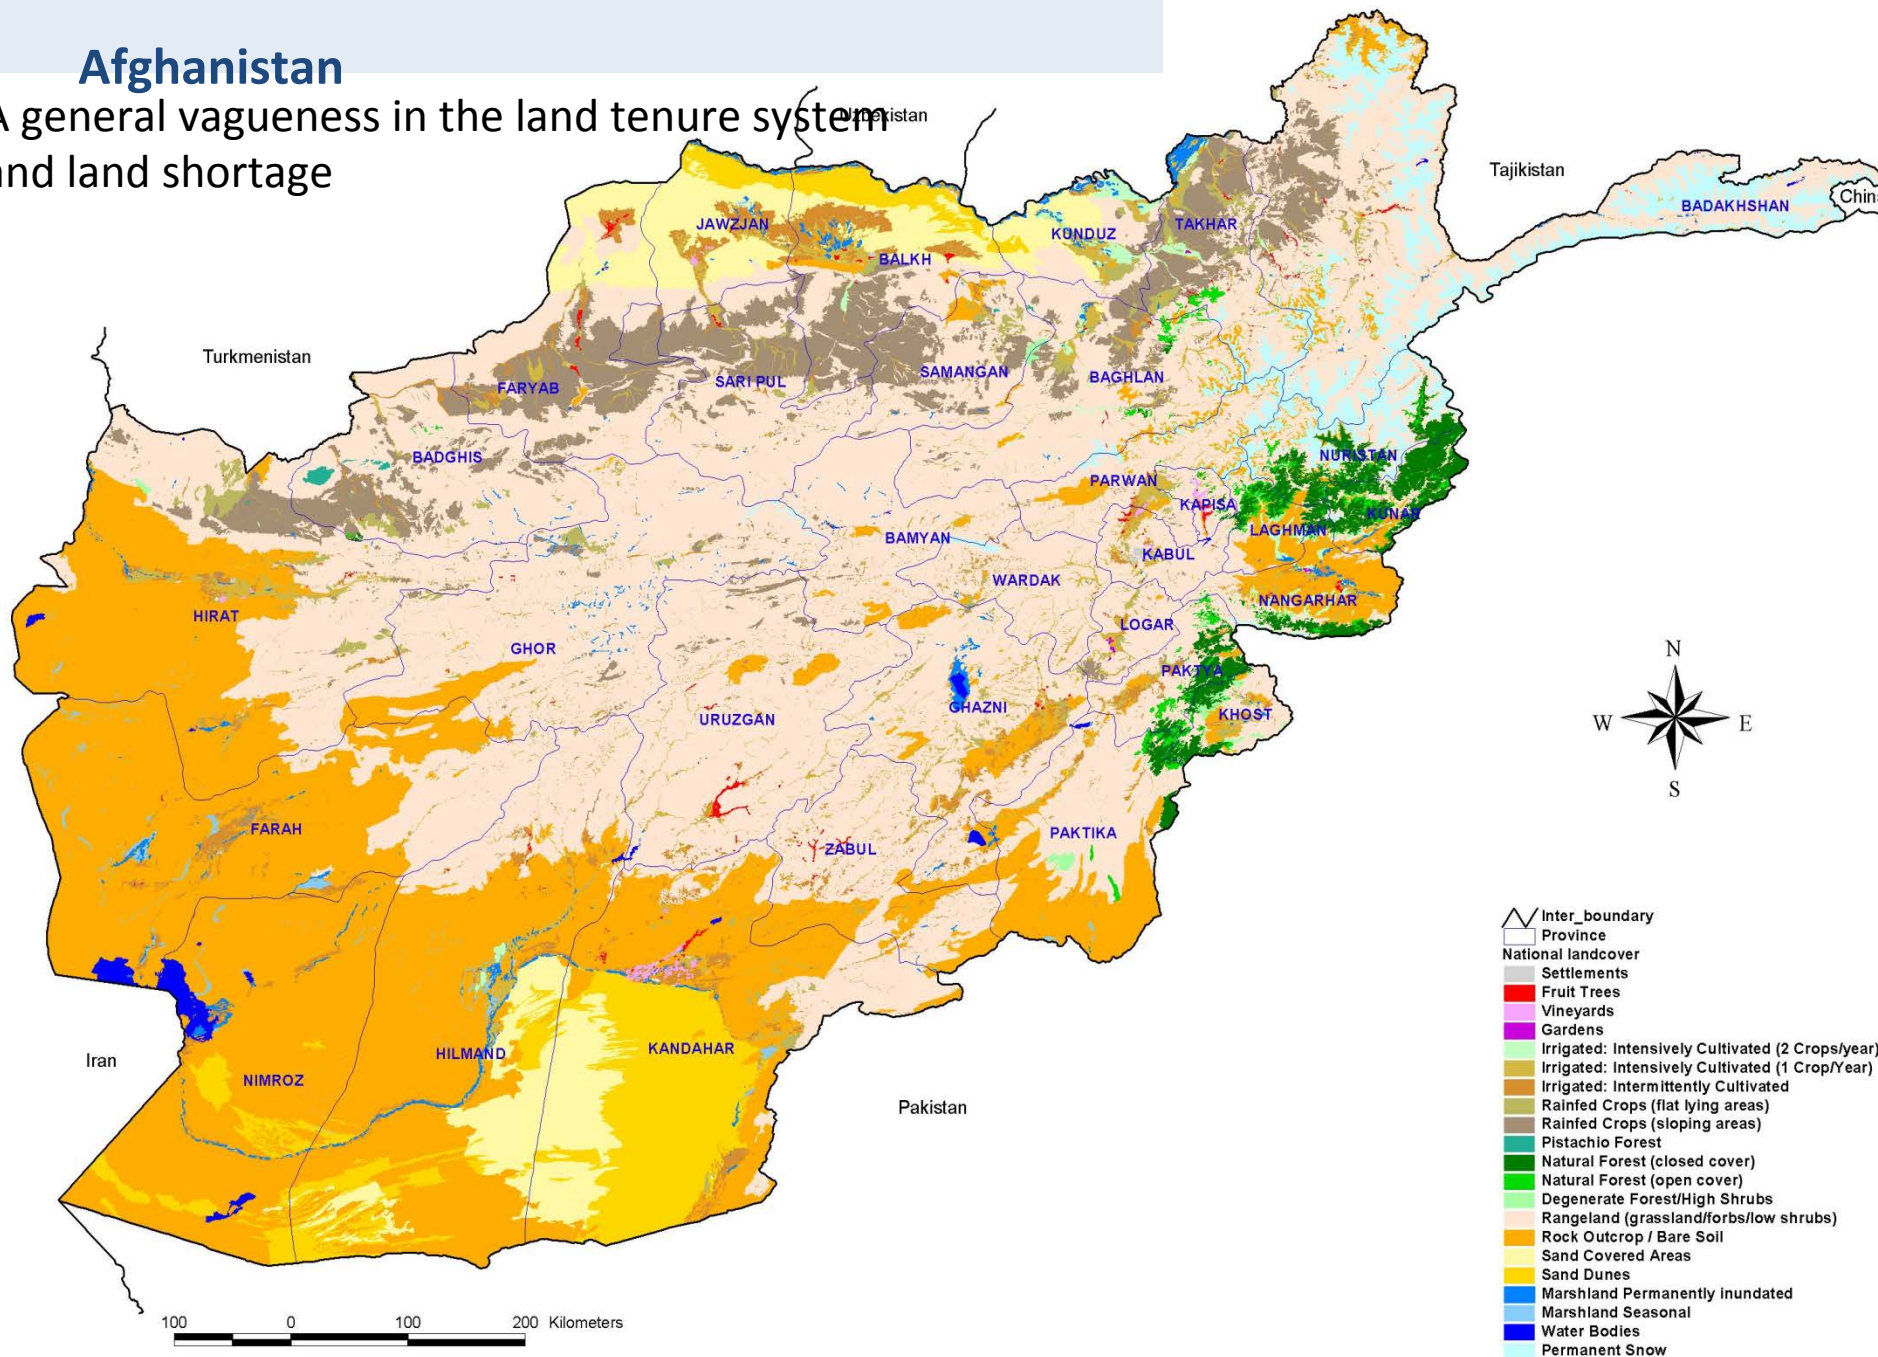 Afghanistan
A general vagueness in the land tenure system
and land shortage
Uzbekistan
Tajikistan
Chin
BADAKHSHAN
JAWZJAN
BALKH
KUNDUZ
TAKHAR
Turkmenistan
FARYAB
SARI PUL
SAMANGAN
BAGHLAN
BADGHIS
NURISTAN
PARWAN
KAPISA
KUNAR
LAGHMAN
BAMYAN
KABUL
WARDAK
NANGARHAR
HIRAT
LOGAR
GHOR
PAKTYA
GHAZNI
KHOST
URUZGAN
N
W E
S
FARAH
ZABUL
PAKTIKA
HILMAND
KANDAHAR
Iran
NIMROZ
Pakistan
Inter_boundary
Province
National landcover
Settlements
Fruit Trees
Vineyards
Gardens
Irrigated: Intensively Cultivated (2 Crops/year)
Irrigated: Intensively Cultivated (1 Crop/Year)
Irrigated: Intermittently Cultivated
Rainfed Crops (flat lying areas)
Rainfed Crops (sloping areas)
Pistachio Forest
Natural Forest (closed cover)
Natural Forest (open cover)
Degenerate Forest/High Shrubs
Rangeland (grassland/forbs/low shrubs)
Rock Outcrop / Bare Soil
Sand Covered Areas
Sand Dunes
Marshland Permanently inundated
Marshland Seasonal
Water Bodies
Permanent Snow
100 0 100 200 Kilometers